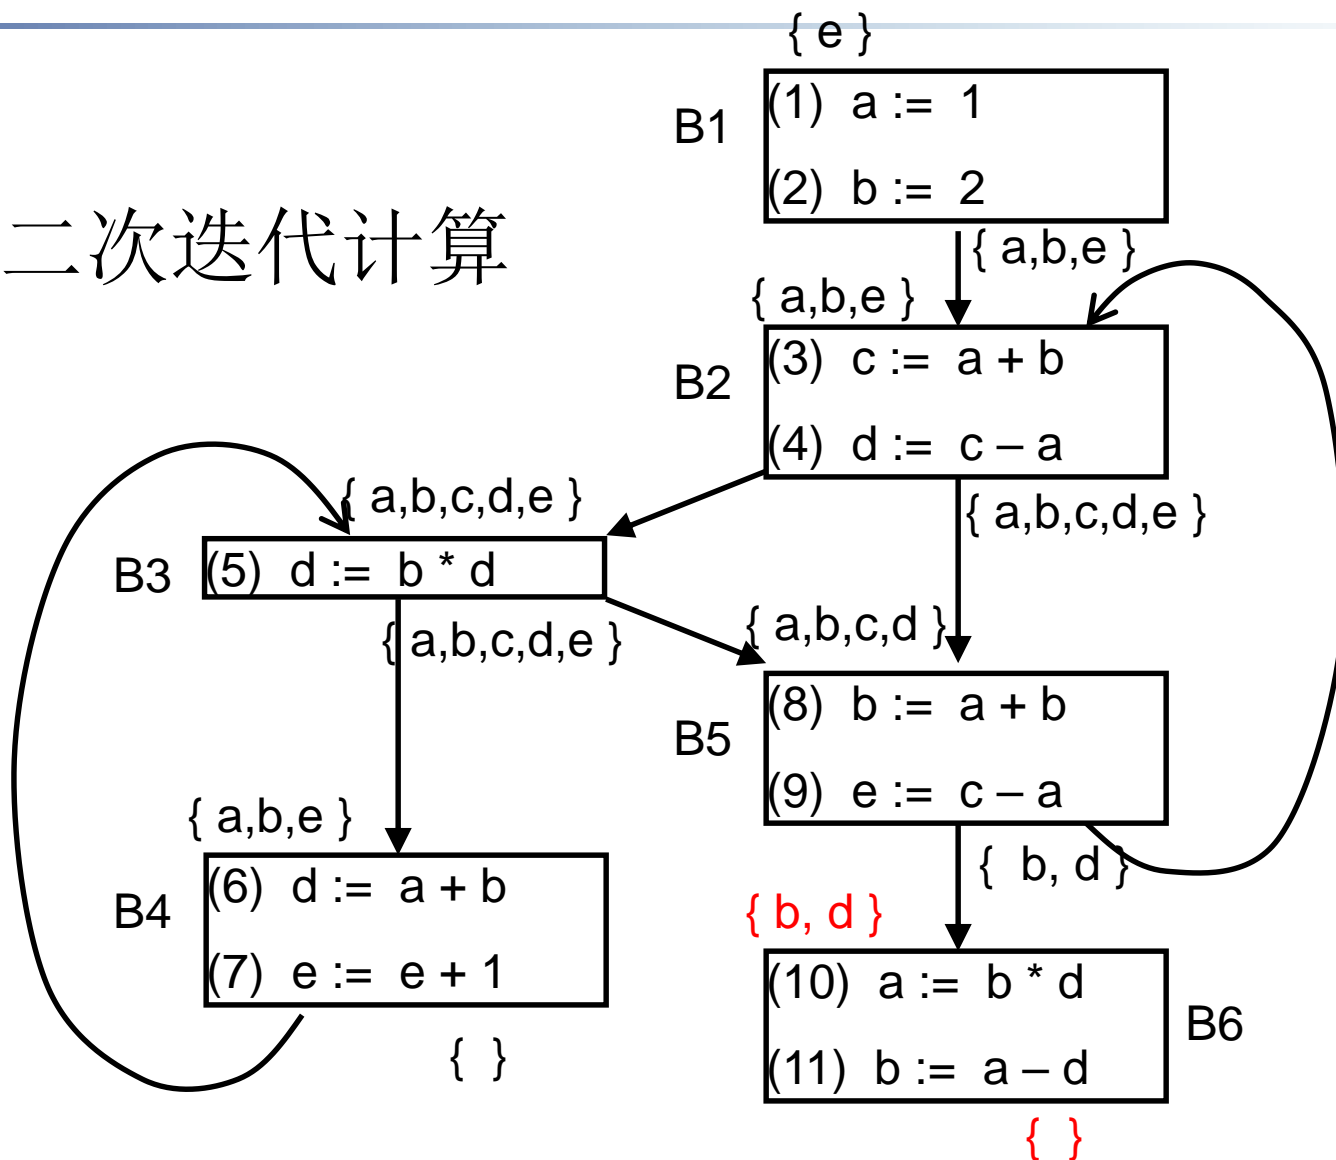 { e }
B1
(1) a := 1
(2) b := 2
二次迭代计算
{ a,b,e }
{ a,b,e }
B2
(3) c := a + b
(4) d := c – a
{ a,b,c,d,e }
{ a,b,c,d,e }
B3
(5) d := b * d
{ a,b,c,d,e }
{ a,b,c,d }
B5
(8) b := a + b
(9) e := c – a
{ a,b,e }
B4
(6) d := a + b
(7) e := e + 1
{ }
{ b, d }
{ b, d }
(10) a := b * d
(11) b := a – d
B6
{ }